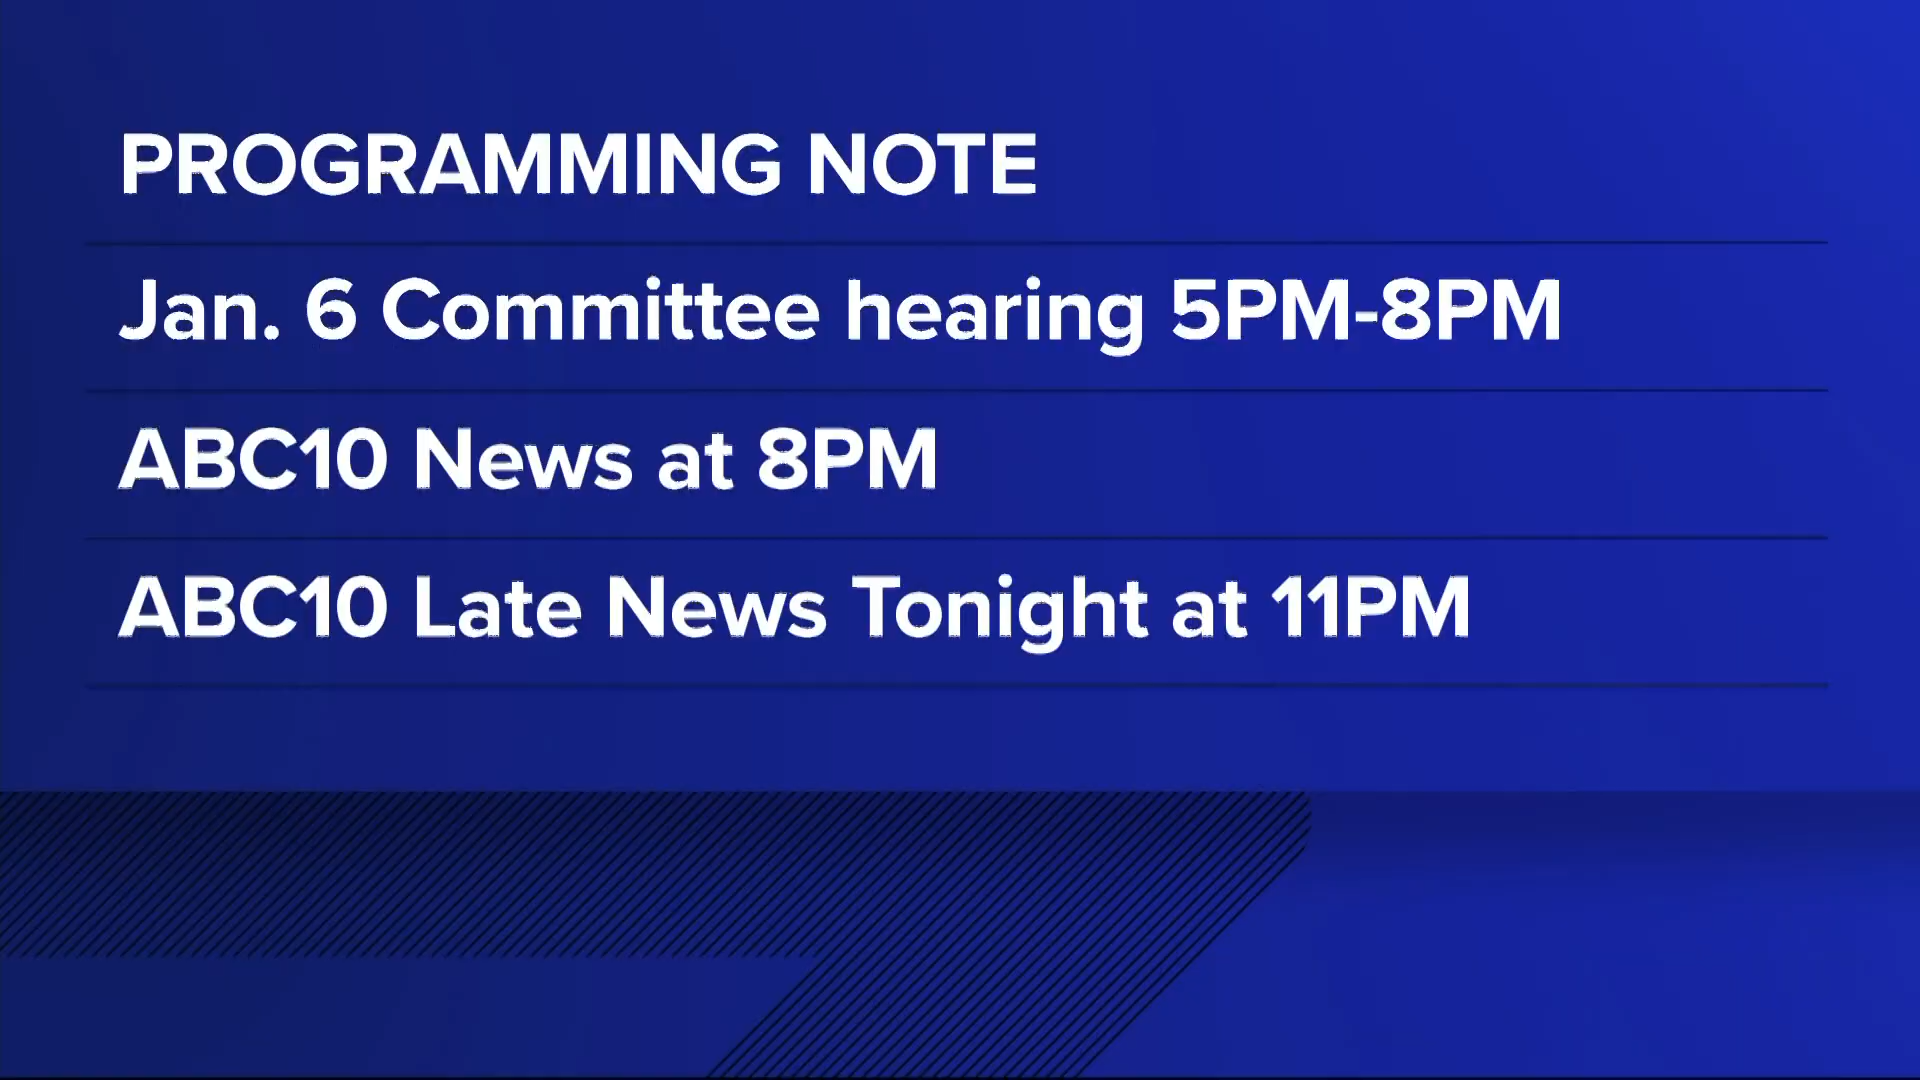 PROGRAMMING NOTE
Jan. 6 Committee hearing 5PM-8PM
ABC10 News at 8PM
ABC10 Late News Tonight at 11PM